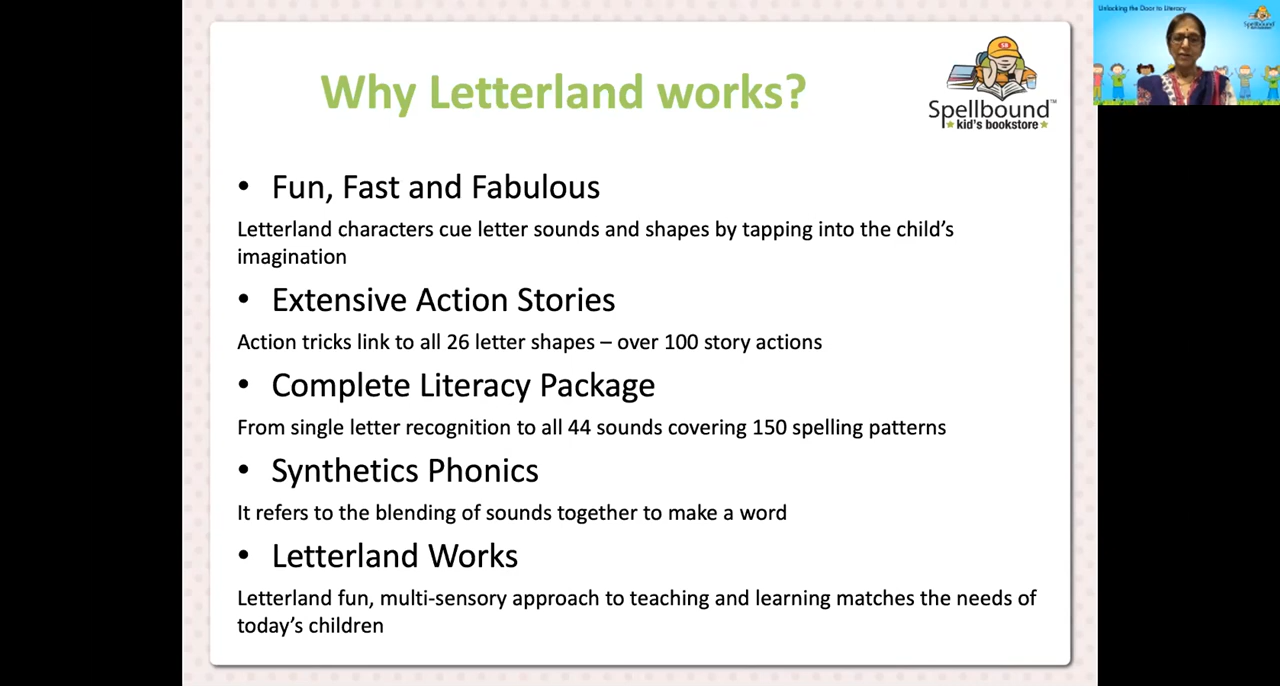 Why Letterland works?
Spellbound™
kid's bookstore
• Fun, Fast and Fabulous
Letterland characters cue letter sounds and shapes by tapping into the child's
imagination
• Extensive Action Stories
Action tricks link to all 26 letter shapes – over 100 story actions
• Complete Literacy Package
From single letter recognition to all 44 sounds covering 150 spelling patterns
• Synthetics Phonics
It refers to the blending of sounds together to make a word
• Letterland Works
Letterland fun, multi-sensory approach to teaching and learning matches the needs of
today's children
Unlocking the Door to Literacy
Spellbound